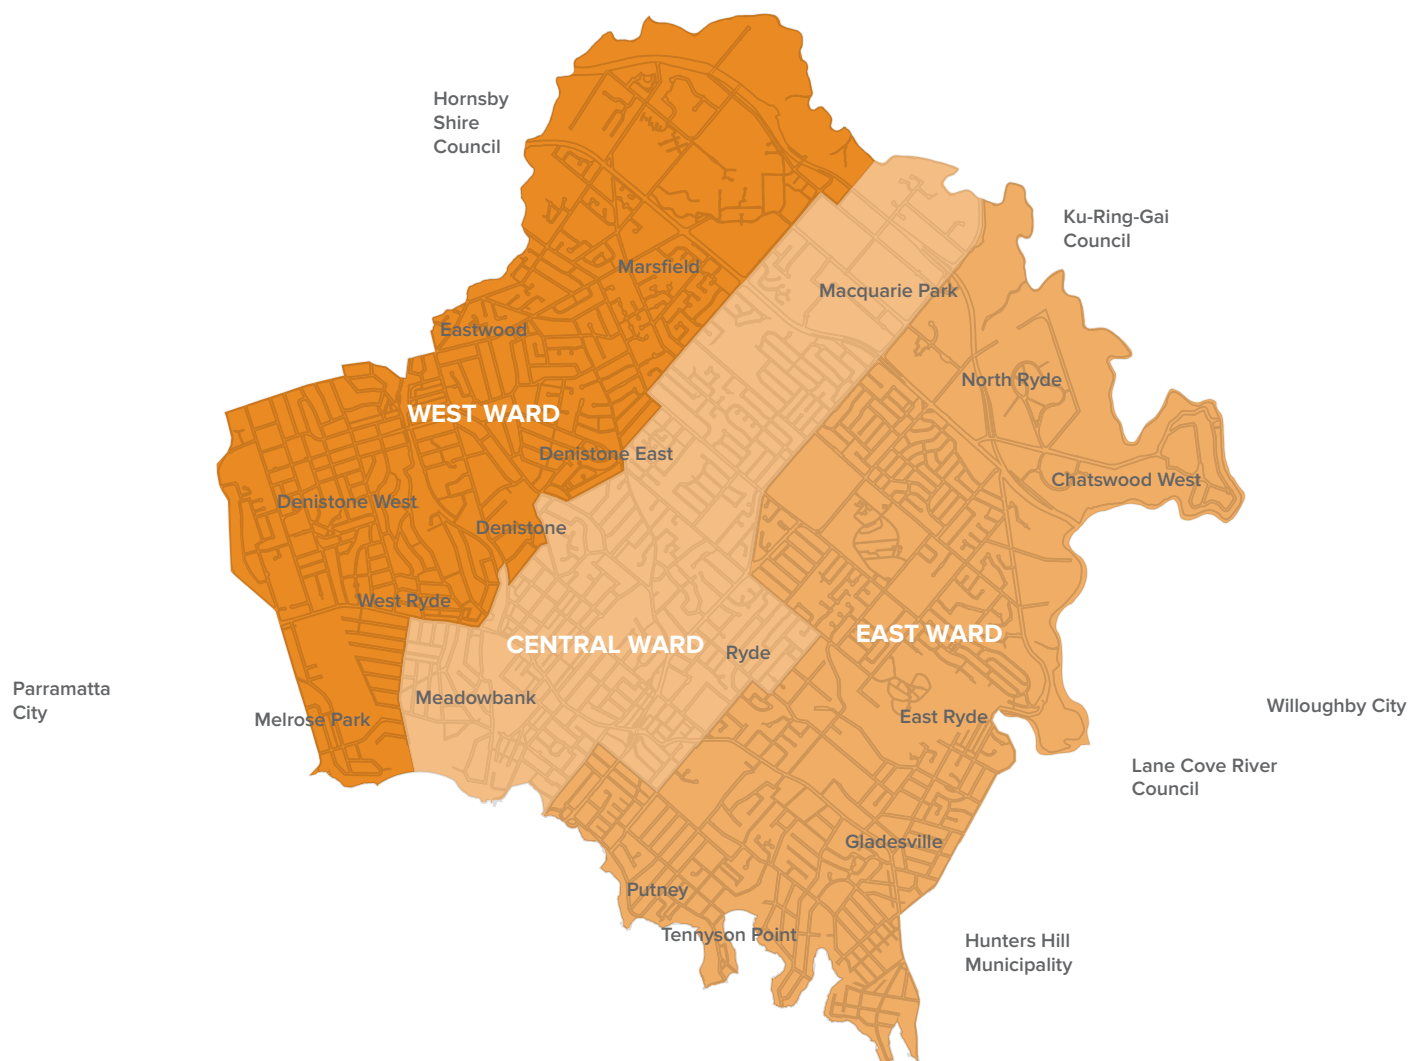 Hornsby
Shire
Council
Ku-Ring-Gai
Council
Marsfield
Macquarie Park
Eastwood
North Ryde
WEST WARD
Denistone East
Chatswood West
Denistone West
Denistone
West Ryde
EAST WARD
CENTRAL WARD
Ryde
Parramatta
City
Meadowbank
Willoughby City
East Ryde
Melrose Park
Lane Cove River
Council
Gladesville
Putney
Tennyson Point
Hunters Hill
Municipality